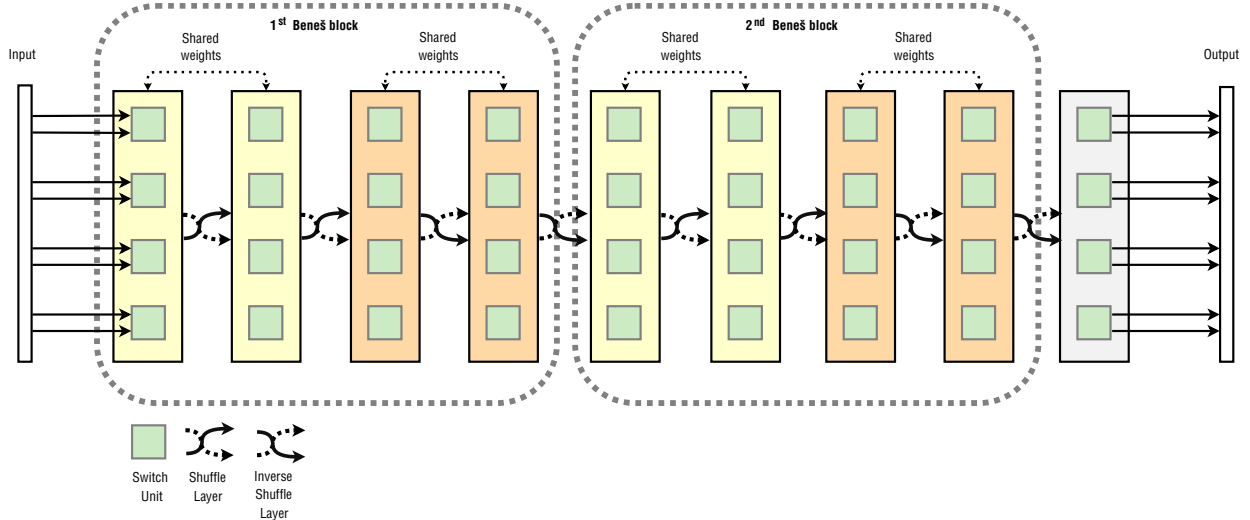 1st Beneš block
2nd Beneš block
Input
Shared
weights
Shared
weights
Shared
weights
Shared
weights
Output
Switch
Unit
Shuffle
Layer
Inverse
Shuffle
Layer